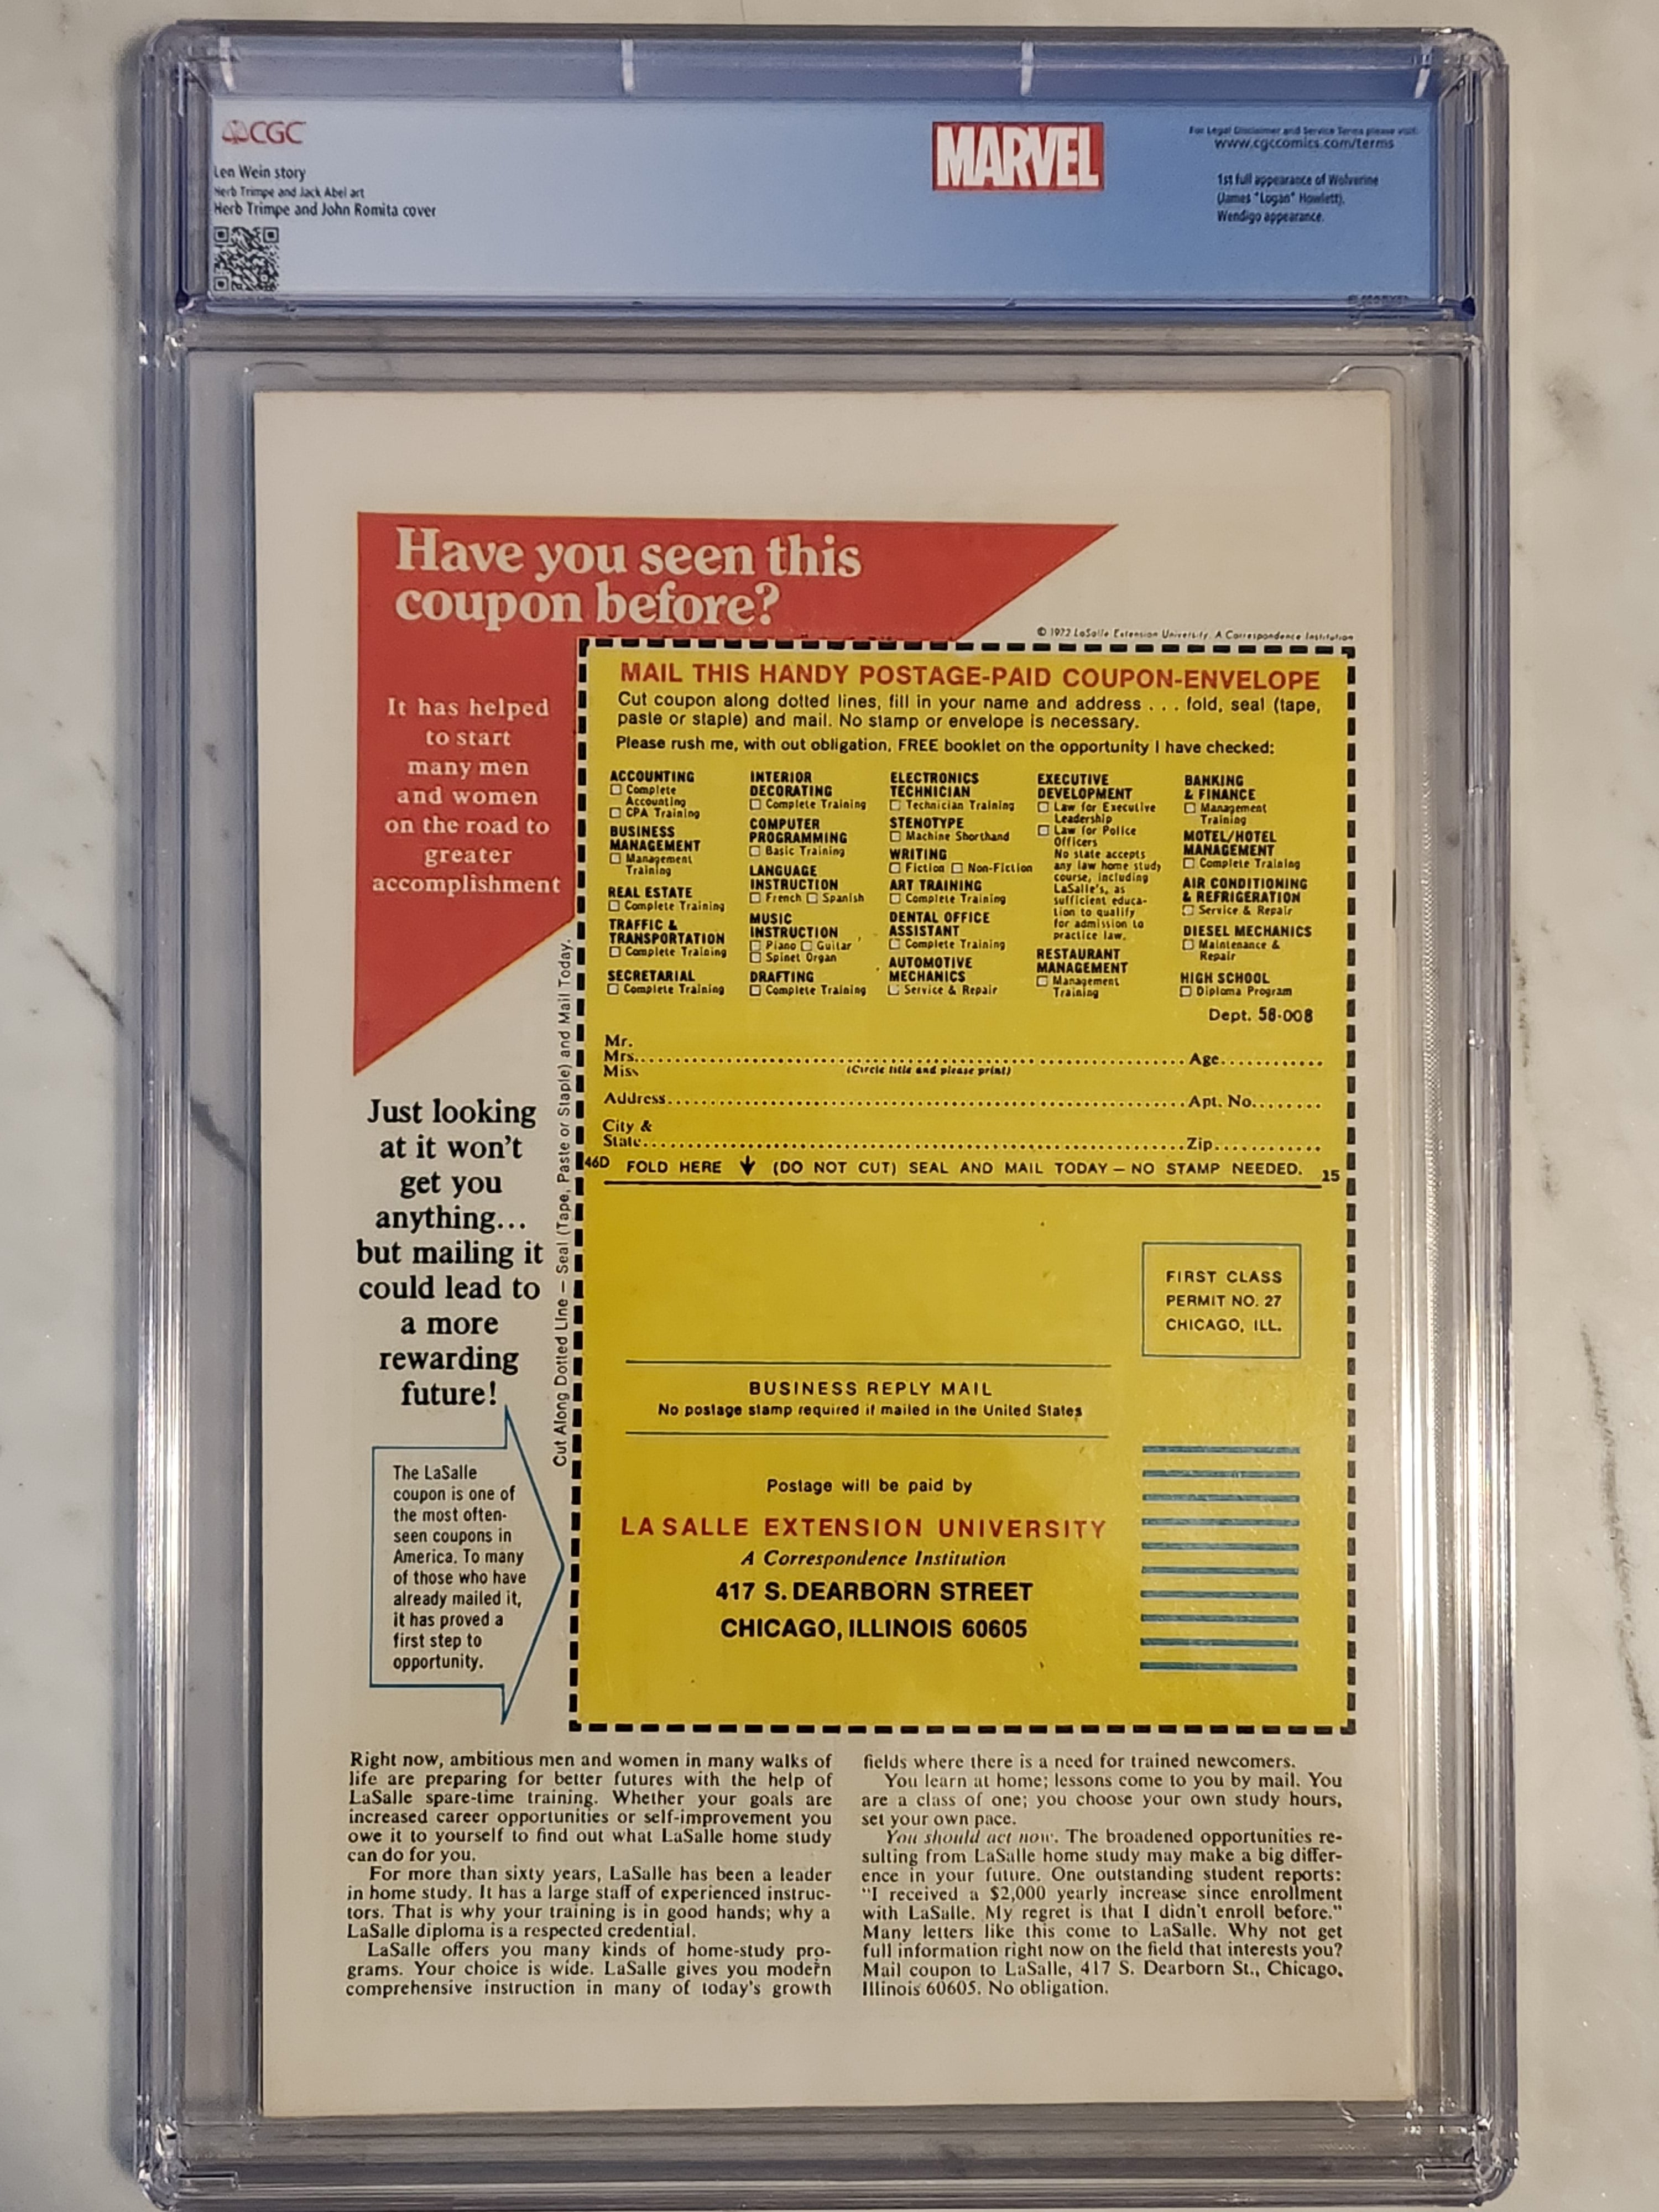 CGC
Len Wein story
Herb Trimpe and Jack Abel art
Herb Trimpe and John Romita cover
MARVEL
For Legal Disclaimer and Service Terms please visit:
www.cgccomics.com/terms
1st full appearance of Wolverine
(James "Logan" Howlett).
Wendigo appearance.
Have you seen this
coupon before?
It has helped
to start
many men
and women
on the road to
greater
accomplishment
Just looking
at it won't
get you
anything...
but mailing it
could lead to
a more
rewarding
future!
The LaSalle
coupon is one of
the most often-
seen coupons in
America. To many
of those who have
already mailed it,
it has proved a
first step to
opportunity.
Cut Along Dotted Line — Seal (Tape, Paste or Staple) and Mail Today.
© 1972 LaSalle Extension University. A Correspondence Institution
MAIL THIS HANDY POSTAGE-PAID COUPON-ENVELOPE
Cut coupon along dotted lines, fill in your name and address . . . fold, seal (tape,
paste or staple) and mail. No stamp or envelope is necessary.
Please rush me, with out obligation, FREE booklet on the opportunity I have checked:
ACCOUNTING
☐ Complete
Accounting
☐ CPA Training
BUSINESS
MANAGEMENT
☐ Management
Training
REAL ESTATE
☐ Complete Training
TRAFFIC &
TRANSPORTATION
☐ Complete Training
SECRETARIAL
☐ Complete Training
INTERIOR
DECORATING
☐ Complete Training
COMPUTER
PROGRAMMING
☐ Basic Training
LANGUAGE
INSTRUCTION
☐ French ☐ Spanish
MUSIC
INSTRUCTION
☐ Piano ☐ Guitar
☐ Spinet Organ
DRAFTING
☐ Complete Training
ELECTRONICS
TECHNICIAN
☐ Technician Training
STENOTYPE
☐ Machine Shorthand
WRITING
☐ Fiction ☐ Non-Fiction
ART TRAINING
☐ Complete Training
DENTAL OFFICE
ASSISTANT
☐ Complete Training
AUTOMOTIVE
MECHANICS
☐ Service & Repair
EXECUTIVE
DEVELOPMENT
☐ Law for Executive
Leadership
☐ Law for Police
Officers
No state accepts
any law home study
course, including
LaSalle's, as
sufficient educa-
tion to qualify
for admission to
practice law.
RESTAURANT
MANAGEMENT
☐ Management
Training
BANKING
& FINANCE
☐ Management
Training
MOTEL/HOTEL
MANAGEMENT
☐ Complete Training
AIR CONDITIONING
& REFRIGERATION
☐ Service & Repair
DIESEL MECHANICS
☐ Maintenance &
Repair
HIGH SCHOOL
☐ Diploma Program
Dept. 58-008
Mr.
Mrs. Age
Miss (Circle title and please print)
Address Apt. No.
City &
State Zip
46D FOLD HERE ↓ (DO NOT CUT) SEAL AND MAIL TODAY — NO STAMP NEEDED. 15
FIRST CLASS
PERMIT NO. 27
CHICAGO, ILL.
BUSINESS REPLY MAIL
No postage stamp required if mailed in the United States
Postage will be paid by
LA SALLE EXTENSION UNIVERSITY
A Correspondence Institution
417 S. DEARBORN STREET
CHICAGO, ILLINOIS 60605
Right now, ambitious men and women in many walks of
life are preparing for better futures with the help of
LaSalle spare-time training. Whether your goals are
increased career opportunities or self-improvement you
owe it to yourself to find out what LaSalle home study
can do for you.
For more than sixty years, LaSalle has been a leader
in home study. It has a large staff of experienced instruc-
tors. That is why your training is in good hands; why a
LaSalle diploma is a respected credential.
LaSalle offers you many kinds of home-study pro-
grams. Your choice is wide. LaSalle gives you modern
comprehensive instruction in many of today's growth
fields where there is a need for trained newcomers.
You learn at home; lessons come to you by mail. You
are a class of one; you choose your own study hours,
set your own pace.
You should act now. The broadened opportunities re-
sulting from LaSalle home study may make a big differ-
ence in your future. One outstanding student reports:
"I received a $2,000 yearly increase since enrollment
with LaSalle. My regret is that I didn't enroll before."
Many letters like this come to LaSalle. Why not get
full information right now on the field that interests you?
Mail coupon to LaSalle, 417 S. Dearborn St., Chicago,
Illinois 60605. No obligation.